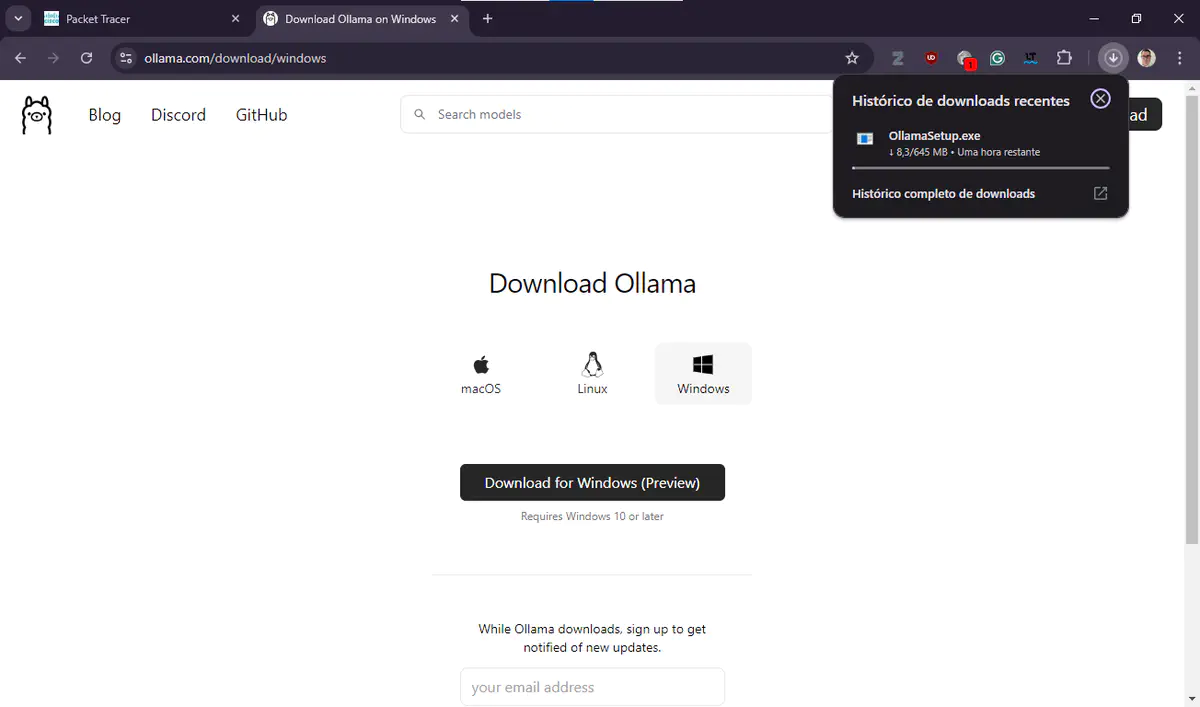 Packet Tracer
Download Ollama on Windows
ollama.com/download/windows
UD
1
Blog
Discord
GitHub
Search models
ad
Histórico de downloads recentes
OllamaSetup.exe
↓ 8,3/645 MB • Uma hora restante
Histórico completo de downloads
Download Ollama
macOS
Linux
Windows
Download for Windows (Preview)
Requires Windows 10 or later
While Ollama downloads, sign up to get
notified of new updates.
your email address